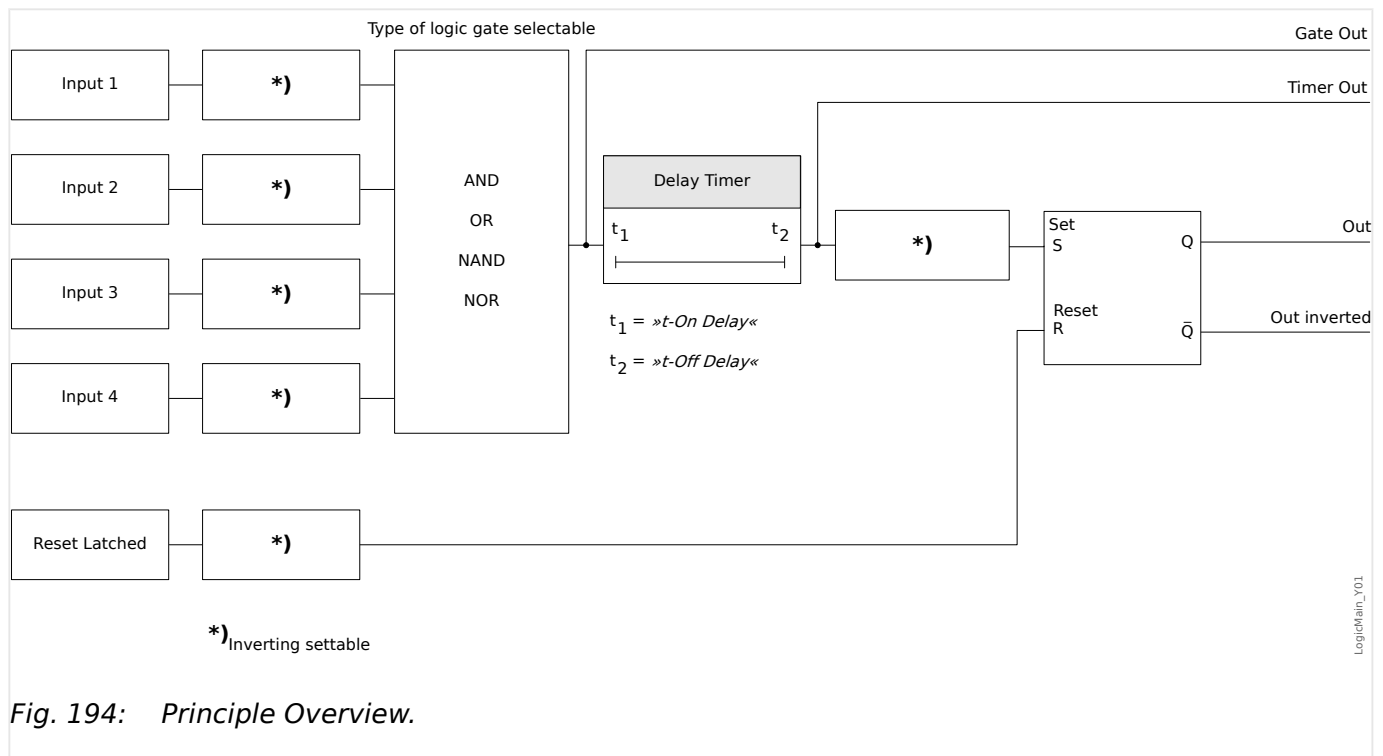 Type of logic gate selectable
Gate Out
Timer Out
Input 1
*)
Input 2
*)
Input 3
*)
Input 4
*)
AND
OR
NAND
NOR
Delay Timer
t1
t2
t1 = »t-On Delay«
t2 = »t-Off Delay«
*)
Set
S
Q
Out
Reset
R
Q̅
Out inverted
Reset Latched
*)
*)Inverting settable
LogicMain_Y01
Fig. 194: Principle Overview.